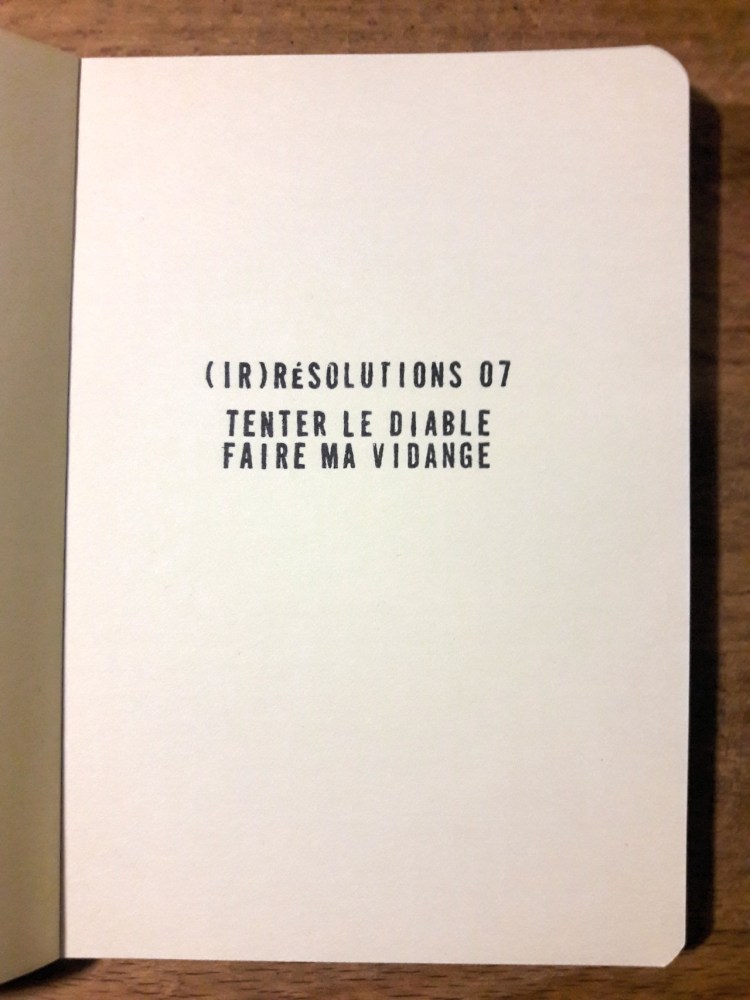 (IR)RÉSOLUTIONS 07
TENTER LE DIABLE
FAIRE MA VIDANGE